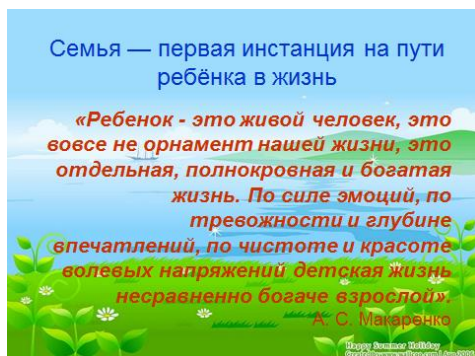 Семья — первая инстанция на пути
ребёнка в жизнь
«Ребенок - это живой человек, это
вовсе не орнамент нашей жизни, это
отдельная, полнокровная и богатая
жизнь. По силе эмоций, по
тревожности и глубине
впечатлений, по чистоте и красоте
волевых напряжений детская жизнь
несравненно богаче взрослой».
А. С. Макаренко
Happy Summer Holiday